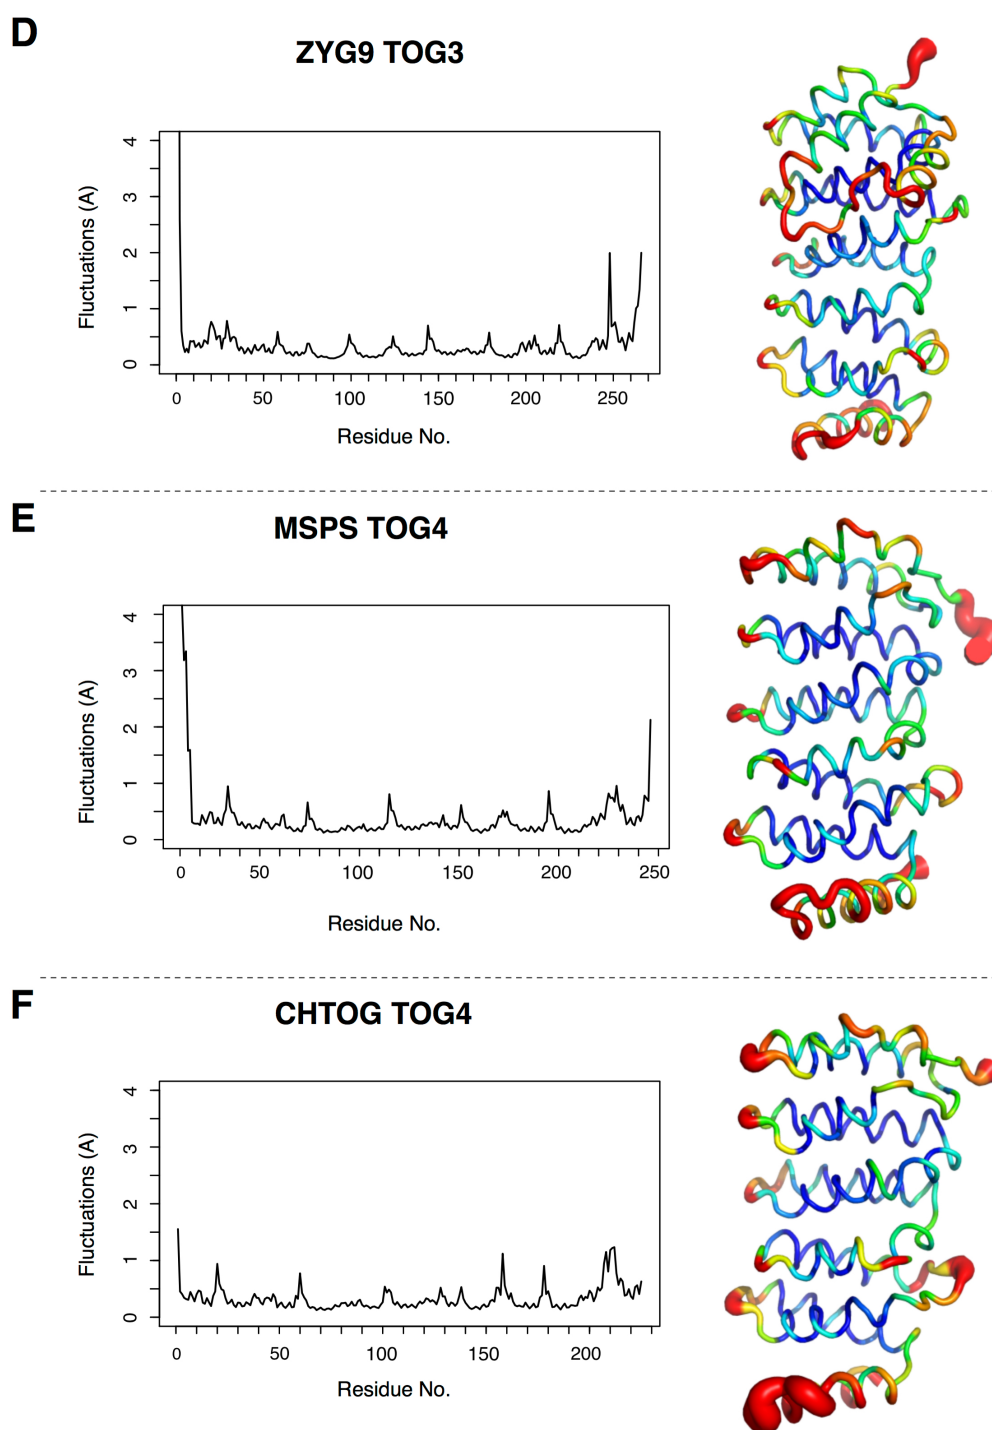 D
ZYG9 TOG3
4
3
2
1
0
Fluctuations (A)
0 50 100 150 200 250
Residue No.
E
MSPS TOG4
4
3
2
1
0
Fluctuations (A)
0 50 100 150 200 250
Residue No.
F
CHTOG TOG4
4
3
2
1
0
Fluctuations (A)
0 50 100 150 200
Residue No.